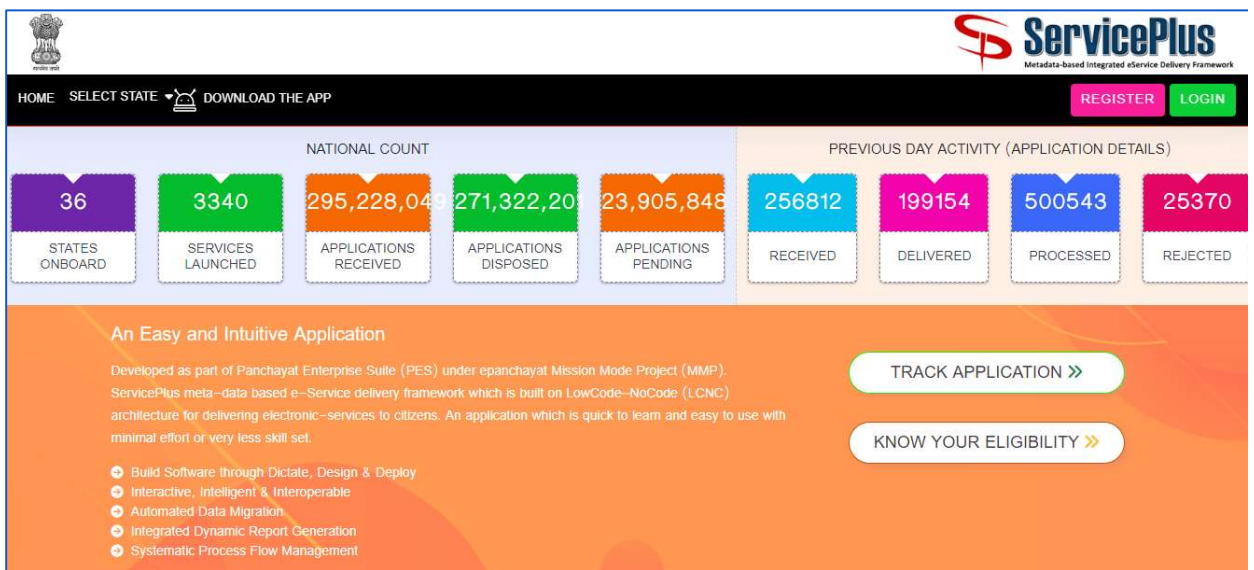 ServicePlus
Metadata-based Integrated eService Delivery Framework
HOME SELECT STATE DOWNLOAD THE APP REGISTER LOGIN
NATIONAL COUNT
36
STATES
ONBOARD
3340
SERVICES
LAUNCHED
295,228,049
APPLICATIONS
RECEIVED
271,322,201
APPLICATIONS
DISPOSED
23,905,848
APPLICATIONS
PENDING
PREVIOUS DAY ACTIVITY (APPLICATION DETAILS)
256812
RECEIVED
199154
DELIVERED
500543
PROCESSED
25370
REJECTED
An Easy and Intuitive Application
Developed as part of Panchayat Enterprise Suite (PES) under epanchayat Mission Mode Project (MMP).
ServicePlus meta-data based e-Service delivery framework which is built on LowCode-NoCode (LCNC)
architecture for delivering electronic-services to citizens. An application which is quick to learn and easy to use with
minimal effort or very less skill set.
Build Software through Dictate, Design & Deploy
Interactive, Intelligent & Interoperable
Automated Data Migration
Integrated Dynamic Report Generation
Systematic Process Flow Management
TRACK APPLICATION »
KNOW YOUR ELIGIBILITY »